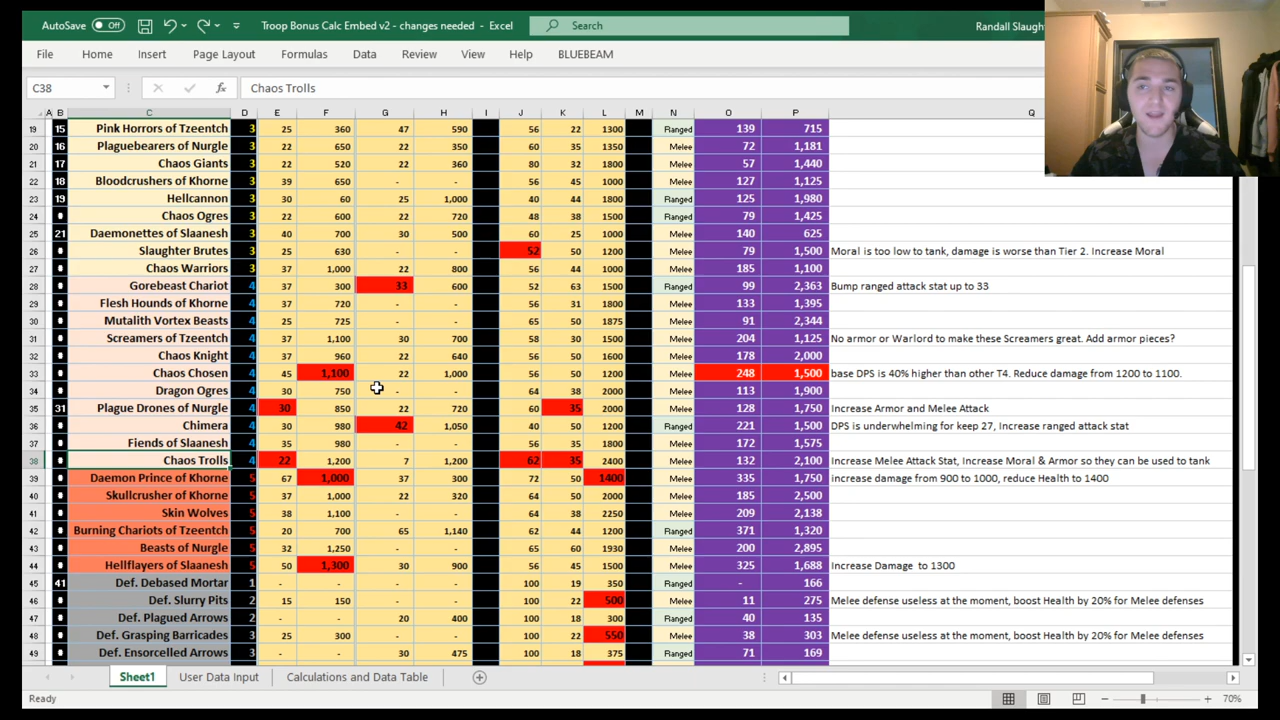 AutoSave Off Troop Bonus Calc Embed v2 - changes needed - Excel Search Randall Slaugh
File Home Insert Page Layout Formulas Data Review View Help BLUEBEAM
C38 fx Chaos Trolls
A B C D E F G H I J K L M N O P Q
19 15 Pink Horrors of Tzeentch 3 25 360 47 590 56 22 1300 Ranged 139 715
20 16 Plaguebearers of Nurgle 3 22 650 22 350 60 35 1350 Melee 72 1,181
21 17 Chaos Giants 3 22 520 22 360 80 32 1800 Melee 57 1,440
22 18 Bloodcrushers of Khorne 3 39 650 - - 56 45 1000 Melee 127 1,125
23 19 Hellcannon 3 30 60 25 1,000 40 44 1800 Ranged 125 1,980
24 # Chaos Ogres 3 22 600 22 720 48 38 1500 Ranged 79 1,425
25 21 Daemonettes of Slaanesh 3 40 700 30 500 60 25 1000 Melee 140 625
26 # Slaughter Brutes 3 25 630 - - 52 50 1200 Melee 79 1,500 Moral is too low to tank, damage is worse than Tier 2. Increase Moral
27 # Chaos Warriors 3 37 1,000 22 800 56 44 1000 Melee 185 1,100
28 # Gorebeast Chariot 4 37 300 33 600 52 63 1500 Ranged 99 2,363 Bump ranged attack stat up to 33
29 # Flesh Hounds of Khorne 4 37 720 - - 56 31 1800 Melee 133 1,395
30 # Mutalith Vortex Beasts 4 25 725 - - 65 50 1875 Melee 91 2,344
31 # Screamers of Tzeentch 4 37 1,100 30 700 58 30 1500 Melee 204 1,125 No armor or Warlord to make these Screamers great. Add armor pieces?
32 # Chaos Knight 4 37 960 22 640 56 50 1600 Melee 178 2,000
33 # Chaos Chosen 4 45 1,100 22 1,000 56 50 1200 Melee 248 1,500 base DPS is 40% higher than other T4. Reduce damage from 1200 to 1100.
34 # Dragon Ogres 4 30 750 - - 64 38 2000 Melee 113 1,900
35 31 Plague Drones of Nurgle 4 30 850 22 720 60 35 2000 Melee 128 1,750 Increase Armor and Melee Attack
36 # Chimera 4 30 980 42 1,050 40 50 1200 Ranged 221 1,500 DPS is underwhelming for keep 27, Increase ranged attack stat
37 # Fiends of Slaanesh 4 35 980 - - 56 35 1800 Melee 172 1,575
38 # Chaos Trolls 4 22 1,200 7 1,200 62 35 2400 Melee 132 2,100 Increase Melee Attack Stat, Increase Moral & Armor so they can be used to tank
39 # Daemon Prince of Khorne 5 67 1,000 37 300 72 50 1400 Melee 335 1,750 increase damage from 900 to 1000, reduce Health to 1400
40 # Skullcrusher of Khorne 5 37 1,000 22 320 64 50 2000 Melee 185 2,500
41 # Skin Wolves 5 38 1,100 - - 64 38 2250 Melee 209 2,138
42 # Burning Chariots of Tzeentch 5 20 700 65 1,140 62 44 1200 Ranged 371 1,320
43 # Beasts of Nurgle 5 32 1,250 - - 65 60 1930 Melee 200 2,895
44 # Hellflayers of Slaanesh 5 50 1,300 30 900 56 45 1500 Melee 325 1,688 Increase Damage to 1300
45 41 Def. Debased Mortar 1 - - - - 100 19 350 Ranged - 166
46 # Def. Slurry Pits 2 15 150 - - 100 22 500 Melee 11 275 Melee defense useless at the moment, boost Health by 20% for Melee defenses
47 # Def. Plagued Arrows 2 - - 20 400 100 18 300 Ranged 40 135
48 # Def. Grasping Barricades 3 25 300 - - 100 22 550 Melee 38 303 Melee defense useless at the moment, boost Health by 20% for Melee defenses
49 # Def. Ensorcelled Arrows 3 - - 30 475 100 18 375 Ranged 71 169
Sheet1 User Data Input Calculations and Data Table
Ready 70%